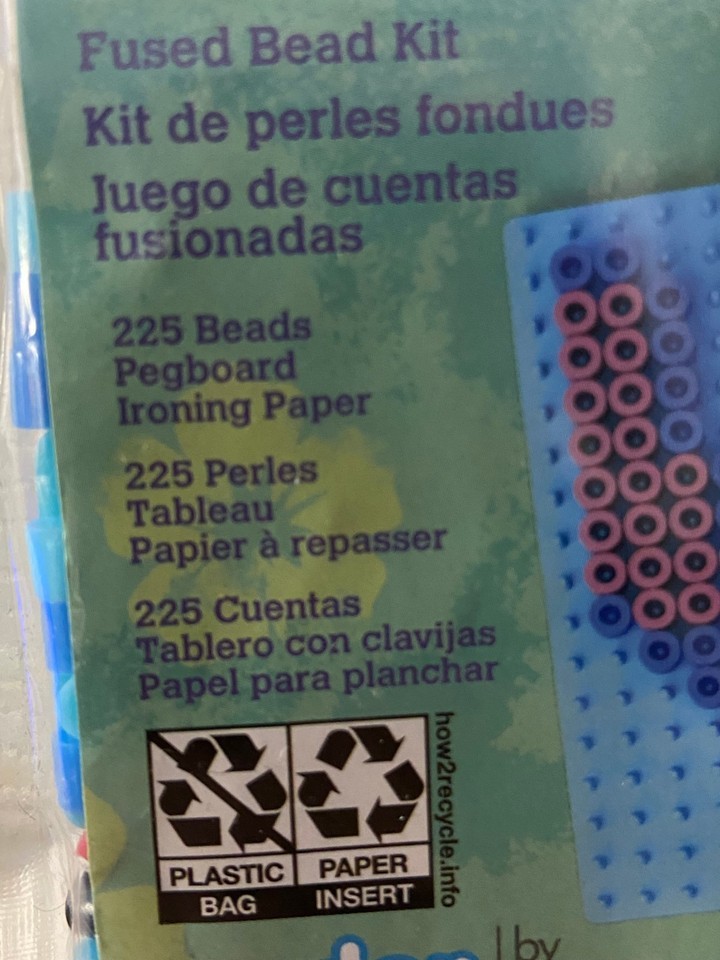 Fused Bead Kit
Kit de perles fondues
Juego de cuentas
fusionadas
225 Beads
Pegboard
Ironing Paper
225 Perles
Tableau
Papier à repasser
225 Cuentas
Tablero con clavijas
Papel para planchar
PLASTIC
BAG
PAPER
INSERT
how2recycle.info
by